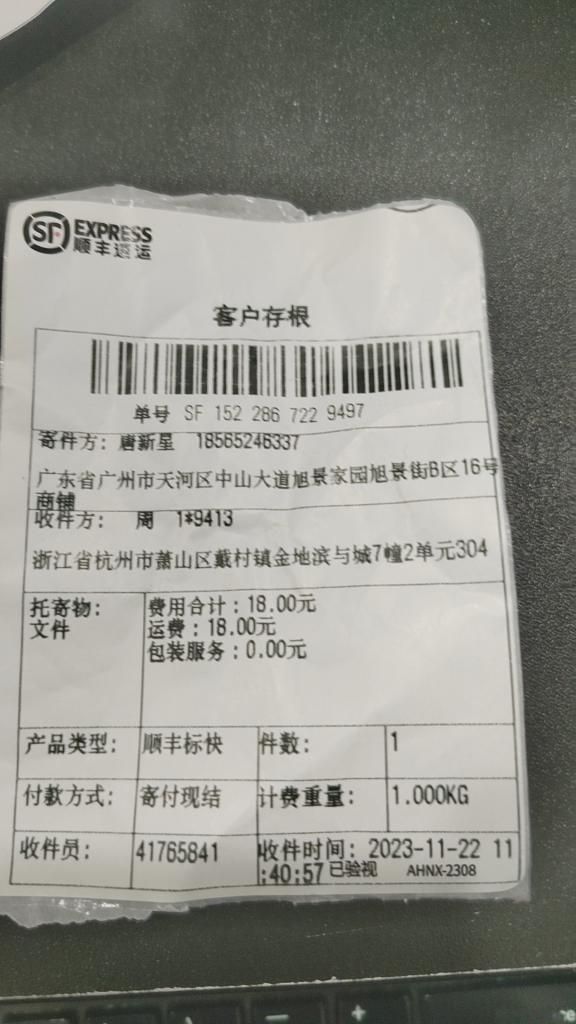 SF EXPRESS
顺丰速运
客户存根
单号 SF 152 286 722 9497
寄件方：唐新星 18565246337
广东省广州市天河区中山大道旭景家园旭景街B区16号
商铺
收件方： 周 1*9413
浙江省杭州市萧山区戴村镇金地滨与城7幢2单元304
托寄物： 费用合计：18.00元
文件 运费：18.00元
包装服务：0.00元
产品类型： 顺丰标快 件数： 1
付款方式： 寄付现结 计费重量： 1.000KG
收件员： 41765841 收件时间：2023-11-22 11
:40:57 已验视 AHNX-2308